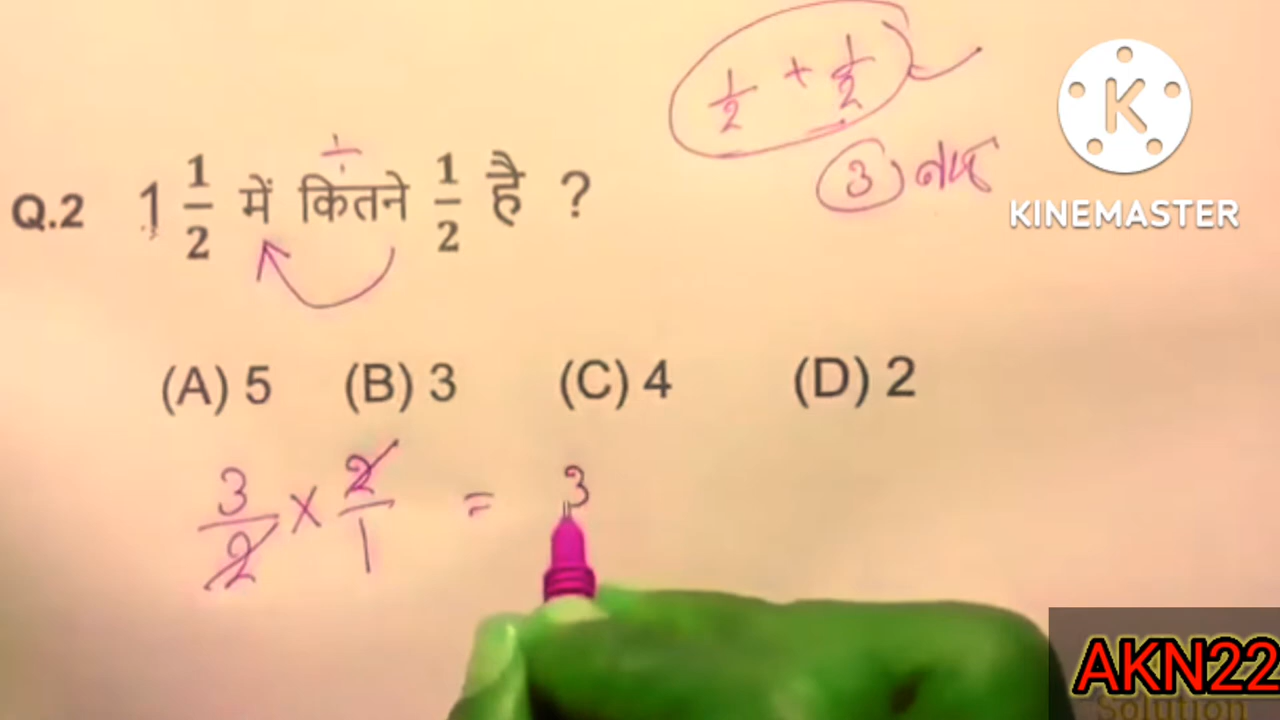 1/2 + 1/2
3
KINEMASTER
Q.2 1 1/2 में कितने 1/2 है ?
÷
(A) 5 (B) 3 (C) 4 (D) 2
3/2 × 2/1 = 3
AKN22
Solution